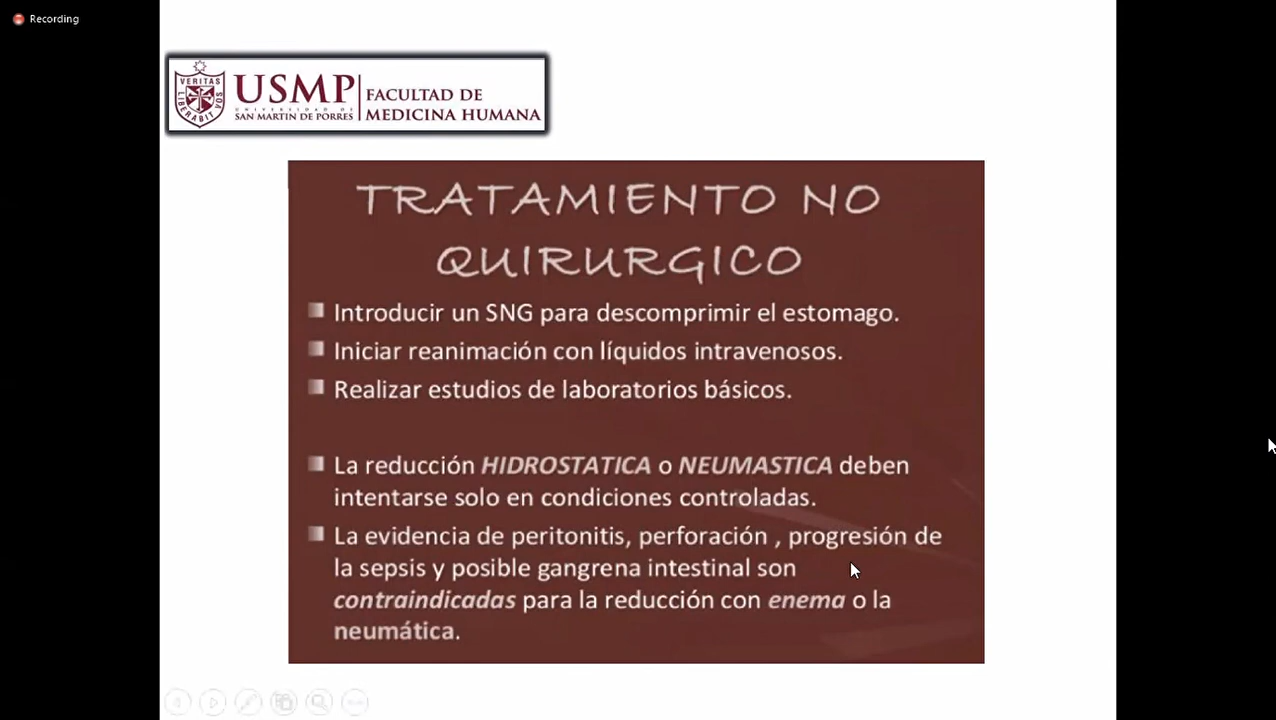 Recording
VERITAS
LIBERABIT VOS
USMP
UNIVERSIDAD DE
SAN MARTIN DE PORRES
FACULTAD DE
MEDICINA HUMANA
TRATAMIENTO NO
QUIRURGICO
Introducir un SNG para descomprimir el estomago.
Iniciar reanimación con líquidos intravenosos.
Realizar estudios de laboratorios básicos.
La reducción HIDROSTATICA o NEUMASTICA deben
intentarse solo en condiciones controladas.
La evidencia de peritonitis, perforación , progresión de
la sepsis y posible gangrena intestinal son
contraindicadas para la reducción con enema o la
neumática.